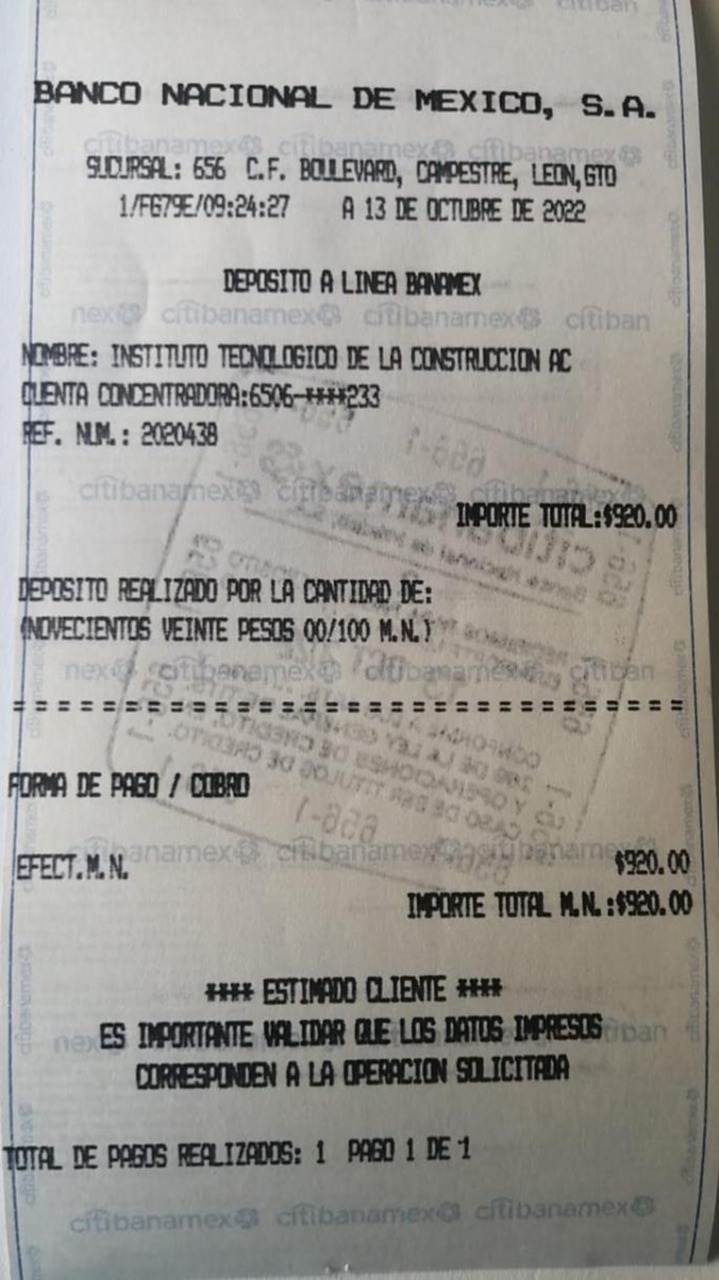 BANCO NACIONAL DE MEXICO, S.A.
SUCURSAL: 656 C.F. BOULEVARD, CAMPESTRE, LEON,GTO
1/F679E/09:24:27 A 13 DE OCTUBRE DE 2022
DEPOSITO A LINEA BANAMEX
NOMBRE: INSTITUTO TECNOLOGICO DE LA CONSTRUCCION AC
CUENTA CONCENTRADORA:6506-****233
REF. NUM.: 2020438
IMPORTE TOTAL:$920.00
DEPOSITO REALIZADO POR LA CANTIDAD DE:
(NOVECIENTOS VEINTE PESOS 00/100 M.N.)
==============================
FORMA DE PAGO / COBRO
EFECT.M.N. $920.00
IMPORTE TOTAL M.N.:$920.00
**** ESTIMADO CLIENTE ****
ES IMPORTANTE VALIDAR QUE LOS DATOS IMPRESOS
CORRESPONDEN A LA OPERACION SOLICITADA
TOTAL DE PAGOS REALIZADOS: 1 PAGO 1 DE 1
citibanamex citibanamex citibanamex